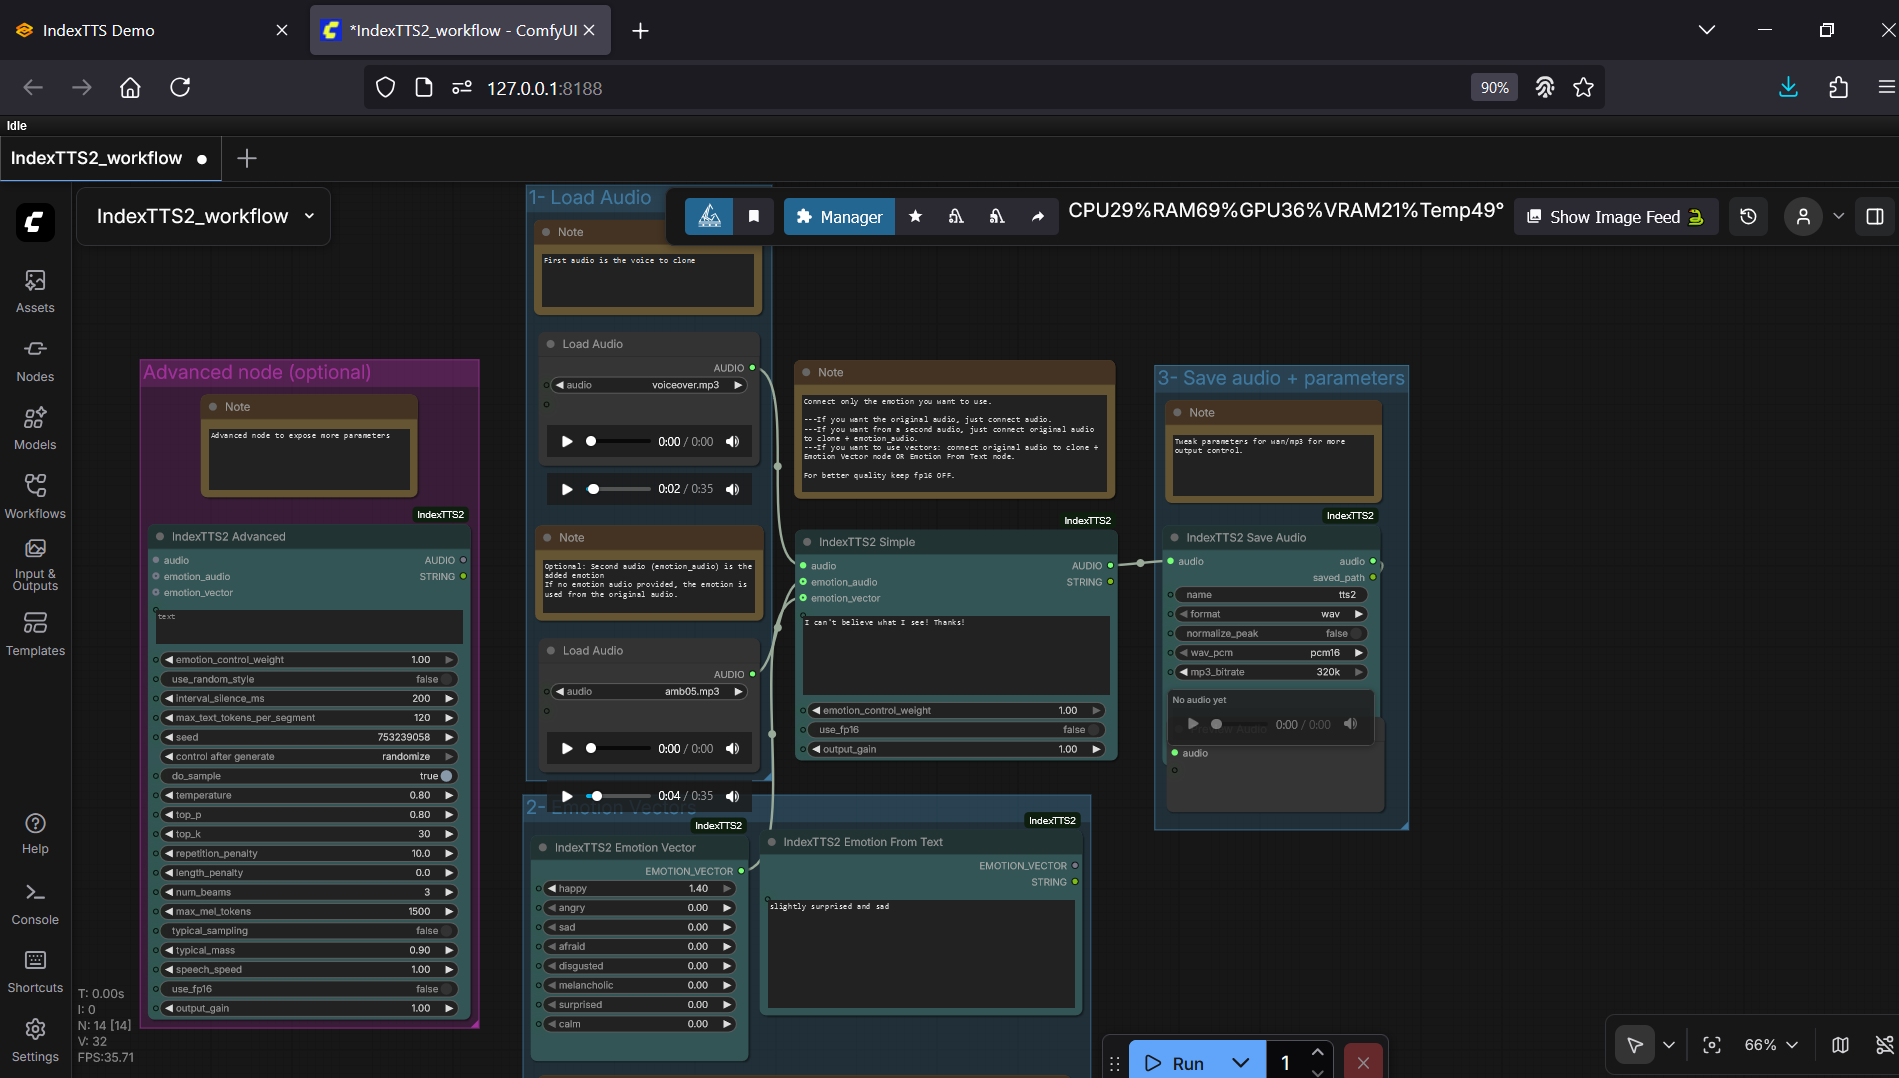 IndexTTS Demo
*IndexTTS2_workflow - ComfyUI
127.0.0.1:8188
90%
Idle
IndexTTS2_workflow
IndexTTS2_workflow
Manager
CPU29%RAM69%GPU36%VRAM21%Temp49°
Show Image Feed
Assets
Nodes
Models
Workflows
Input &
Outputs
Templates
Help
Console
Shortcuts
Settings
T: 0.00s
I: 0
N: 14 [14]
V: 32
FPS:35.71
Advanced node (optional)
Note
Advanced node to expose more parameters
IndexTTS2
IndexTTS2 Advanced
audio AUDIO
emotion_audio STRING
emotion_vector
text
emotion_control_weight 1.00
use_random_style false
interval_silence_ms 200
max_text_tokens_per_segment 120
seed 753239058
control after generate randomize
do_sample true
temperature 0.80
top_p 0.80
top_k 30
repetition_penalty 10.0
length_penalty 0.0
num_beams 3
max_mel_tokens 1500
typical_sampling false
typical_mass 0.90
speech_speed 1.00
use_fp16 false
output_gain 1.00
1- Load Audio
Note
First audio is the voice to clone
Load Audio
AUDIO
audio voiceover.mp3
0:00 / 0:00
0:02 / 0:35
Note
Optional: Second audio (emotion_audio) is the
added emotion
If no emotion audio provided, the emotion is
used from the original audio.
Load Audio
AUDIO
audio amb05.mp3
0:00 / 0:00
0:04 / 0:35
Note
Connect only the emotion you want to use.
---If you want the original audio, just connect audio.
---If you want from a second audio, just connect original audio
to clone + emotion_audio.
---If you want to use vectors: connect original audio to clone +
Emotion Vector node OR Emotion From Text node.
For better quality keep fp16 OFF.
IndexTTS2
IndexTTS2 Simple
audio AUDIO
emotion_audio STRING
emotion_vector
I can't believe what I see! Thanks!
emotion_control_weight 1.00
use_fp16 false
output_gain 1.00
2- Emotion Vectors
IndexTTS2
IndexTTS2 Emotion Vector
EMOTION_VECTOR
happy 1.40
angry 0.00
sad 0.00
afraid 0.00
disgusted 0.00
melancholic 0.00
surprised 0.00
calm 0.00
IndexTTS2
IndexTTS2 Emotion From Text
EMOTION_VECTOR
STRING
slightly surprised and sad
3- Save audio + parameters
Note
Tweak parameters for wan/mp3 for more
output control.
IndexTTS2
IndexTTS2 Save Audio
audio audio
saved_path
name tts2
format wav
normalize_peak false
wav_pcm pcm16
mp3_bitrate 320k
No audio yet
0:00 / 0:00
audio
Run
1
66%